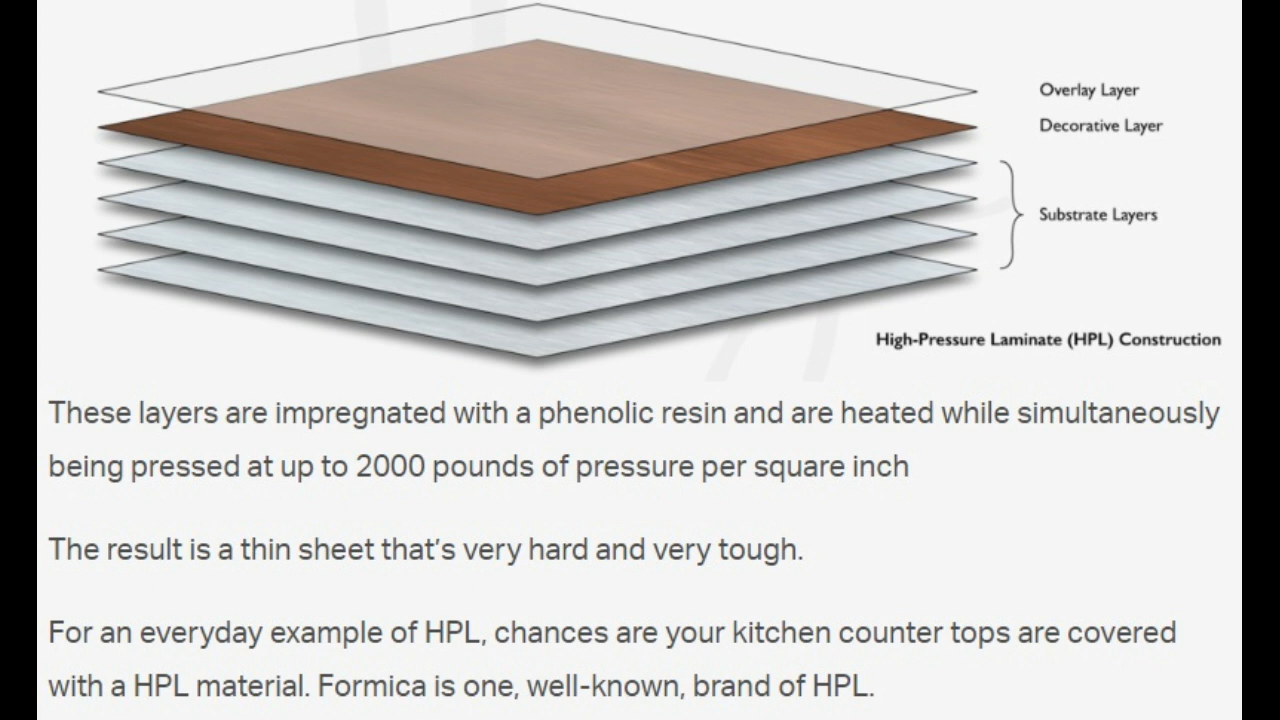 Overlay Layer
Decorative Layer
Substrate Layers
High-Pressure Laminate (HPL) Construction
These layers are impregnated with a phenolic resin and are heated while simultaneously
being pressed at up to 2000 pounds of pressure per square inch
The result is a thin sheet that's very hard and very tough.
For an everyday example of HPL, chances are your kitchen counter tops are covered
with a HPL material. Formica is one, well-known, brand of HPL.